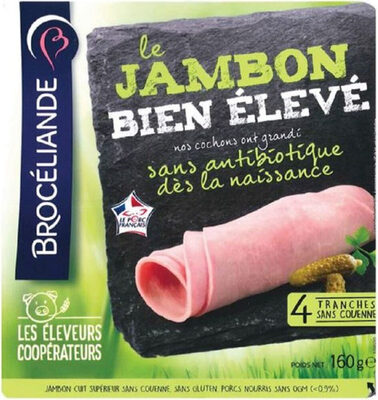 BROCÉLIANDE
le
JAMBON
BIEN ÉLEVÉ
nos cochons ont grandi
sans antibiotique
dès la naissance
LE PORC
FRANÇAIS
4 TRANCHES
SANS COUENNE
LES ÉLEVEURS
COOPÉRATEURS
POIDS NET 160g e
JAMBON CUIT SUPÉRIEUR SANS COUENNE, SANS GLUTEN. PORCS NOURRIS SANS OGM (<0,9%)